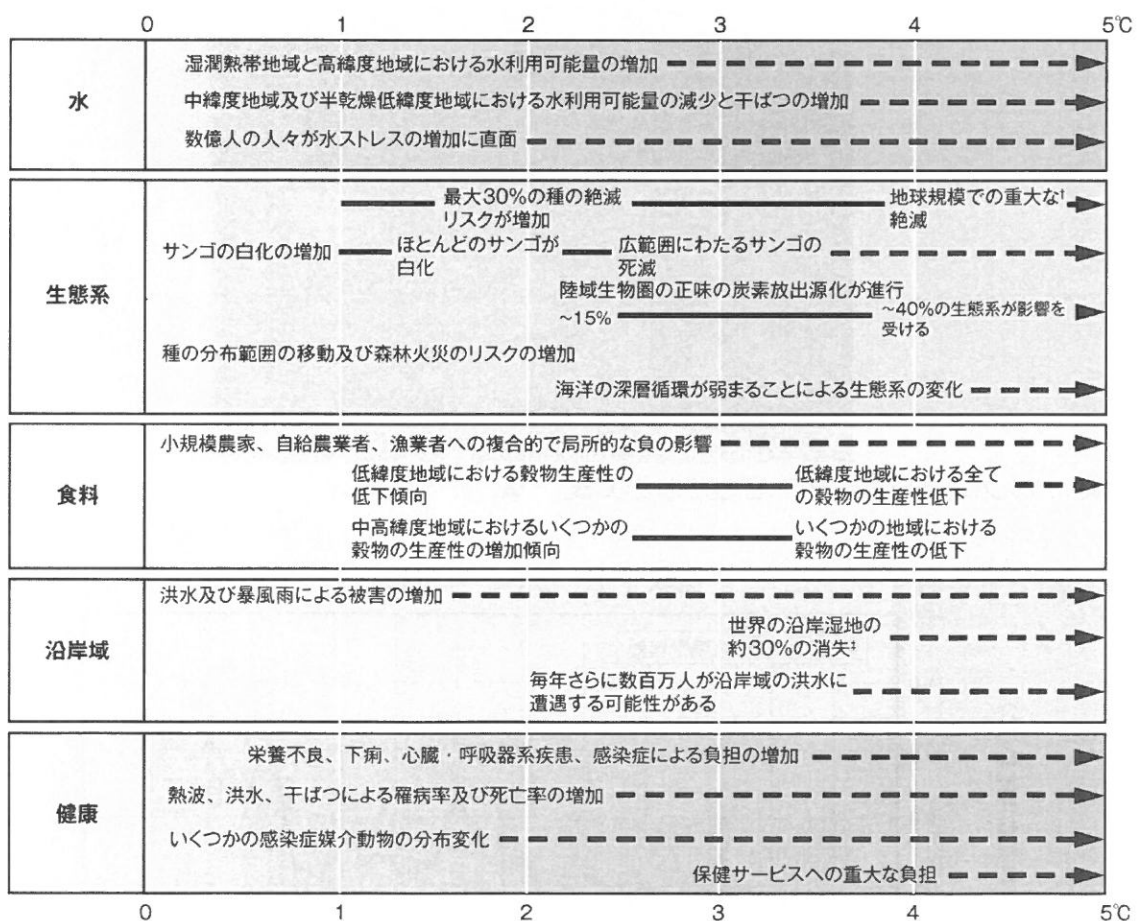 0 1 2 3 4 5℃
水
湿潤熱帯地域と高緯度地域における水利用可能量の増加
中緯度地域及び半乾燥低緯度地域における水利用可能量の減少と干ばつの増加
数億人の人々が水ストレスの増加に直面
生態系
最大30%の種の絶滅
リスクが増加
地球規模での重大な†
絶滅
サンゴの白化の増加
ほとんどのサンゴが
白化
広範囲にわたるサンゴの
死滅
陸域生物圏の正味の炭素放出源化が進行
~15%
~40%の生態系が影響を
受ける
種の分布範囲の移動及び森林火災のリスクの増加
海洋の深層循環が弱まることによる生態系の変化
食料
小規模農家、自給農業者、漁業者への複合的で局所的な負の影響
低緯度地域における穀物生産性の
低下傾向
低緯度地域における全て
の穀物の生産性低下
中高緯度地域におけるいくつかの
穀物の生産性の増加傾向
いくつかの地域における
穀物の生産性の低下
沿岸域
洪水及び暴風雨による被害の増加
世界の沿岸湿地の
約30%の消失‡
毎年さらに数百万人が沿岸域の洪水に
遭遇する可能性がある
健康
栄養不良、下痢、心臓・呼吸器系疾患、感染症による負担の増加
熱波、洪水、干ばつによる罹病率及び死亡率の増加
いくつかの感染症媒介動物の分布変化
保健サービスへの重大な負担
0 1 2 3 4 5℃